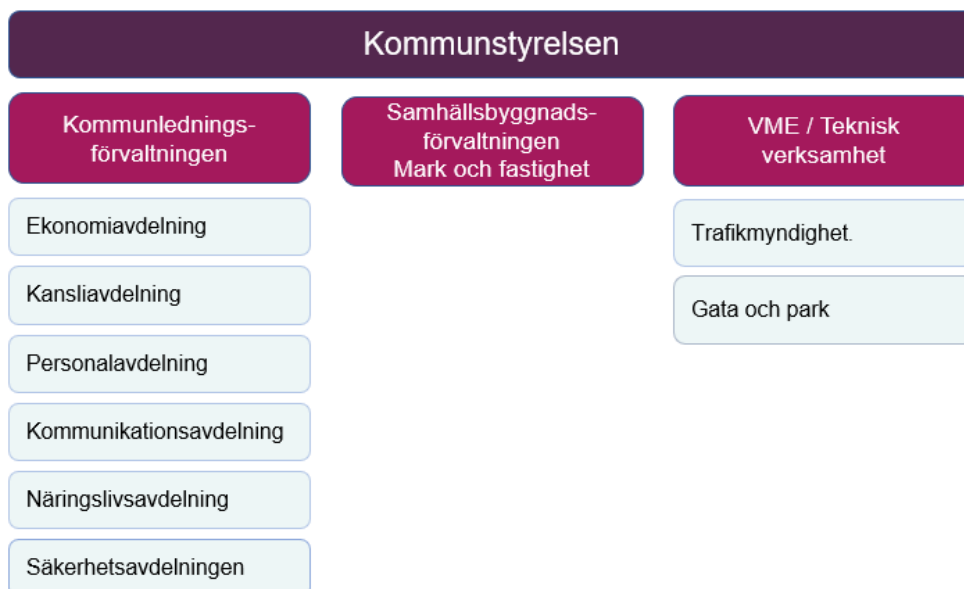 Kommunstyrelsen
Kommunlednings-
förvaltningen
Samhällsbyggnads-
förvaltningen
Mark och fastighet
VME / Teknisk
verksamhet
Ekonomiavdelning
Kansliavdelning
Personalavdelning
Kommunikationsavdelning
Näringslivsavdelning
Säkerhetsavdelningen
Trafikmyndighet.
Gata och park